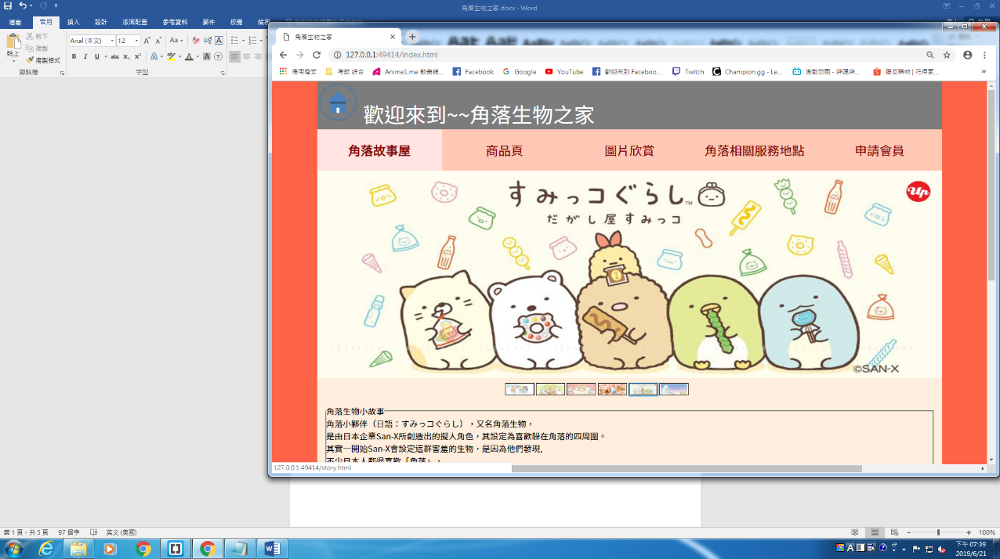 角落生物之家.docx - Word
檔案 常用 插入 設計 版面配置 參考資料 郵件 校閱 檢視
貼上 剪下
複製
複製格式
Arial (本文) 12
剪貼簿 字型
角落生物之家
127.0.0.1:49414/index.html
應用程式 考試 綜合 Anime1.me 動畫線... Facebook Google YouTube 歡迎來到 Faceboo... Twitch Champion.gg - Le... 蝦皮購物 | 花得更...
歡迎來到~~角落生物之家
角落故事屋 商品頁 圖片欣賞 角落相關服務地點 申請會員
すみっコぐらし TM
だがし屋すみっコ
Up
©SAN-X
角落生物小故事
角落小夥伴（日語：すみっコぐらし），又名角落生物，
是由日本企業San-X所創造出的擬人角色，其設定為喜歡躲在角落的四周圍。
其實一開始San-X會設定這群害羞的生物，是因為他們發現,
不少日本人都很喜歡「角落」，
127.0.0.1:49414/story.html
第 1 頁，共 5 頁 97 個字 英文 (美國) 100%
下午 07:39
2019/6/21